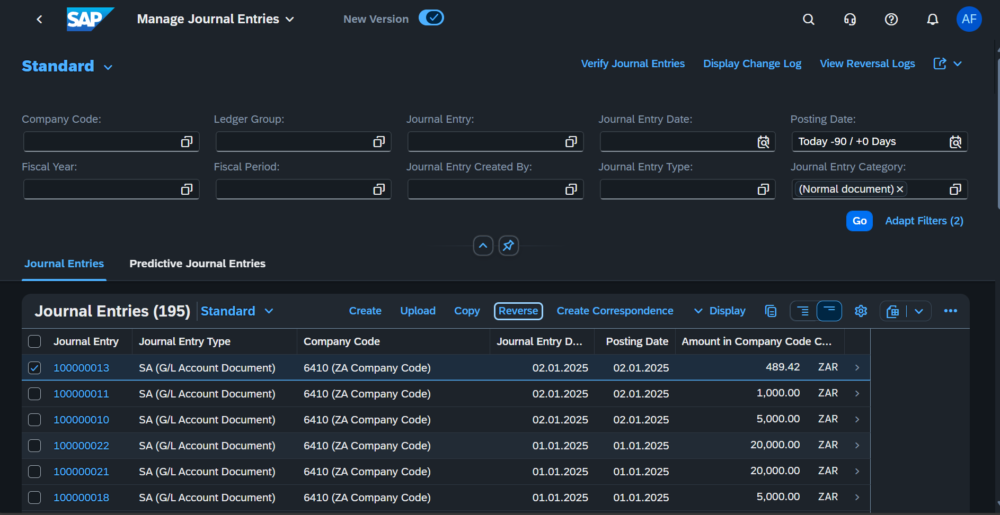 SAP Manage Journal Entries New Version AF
Standard Verify Journal Entries Display Change Log View Reversal Logs
Company Code: Ledger Group: Journal Entry: Journal Entry Date: Posting Date:
Today -90 / +0 Days
Fiscal Year: Fiscal Period: Journal Entry Created By: Journal Entry Type: Journal Entry Category:
(Normal document)
Go Adapt Filters (2)
Journal Entries Predictive Journal Entries
Journal Entries (195) Standard Create Upload Copy Reverse Create Correspondence Display
Journal Entry Journal Entry Type Company Code Journal Entry D... Posting Date Amount in Company Code C...
100000013 SA (G/L Account Document) 6410 (ZA Company Code) 02.01.2025 02.01.2025 489.42 ZAR
100000011 SA (G/L Account Document) 6410 (ZA Company Code) 02.01.2025 02.01.2025 1,000.00 ZAR
100000010 SA (G/L Account Document) 6410 (ZA Company Code) 02.01.2025 02.01.2025 5,000.00 ZAR
100000022 SA (G/L Account Document) 6410 (ZA Company Code) 01.01.2025 01.01.2025 20,000.00 ZAR
100000021 SA (G/L Account Document) 6410 (ZA Company Code) 01.01.2025 01.01.2025 20,000.00 ZAR
100000018 SA (G/L Account Document) 6410 (ZA Company Code) 01.01.2025 01.01.2025 5,000.00 ZAR